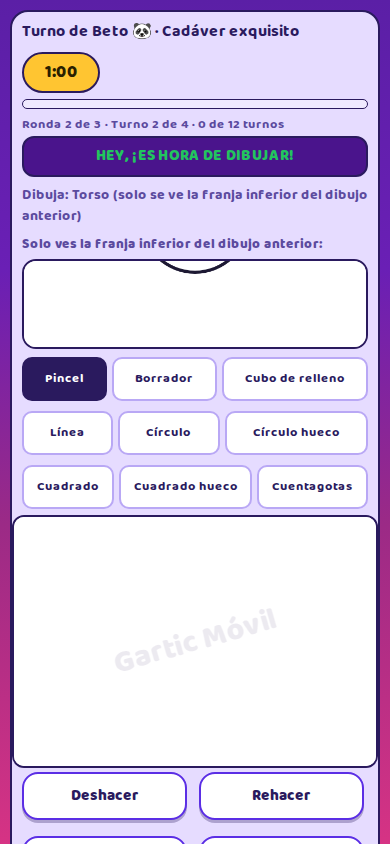 Turno de Beto 🐼 · Cadáver exquisito
1:00
Ronda 2 de 3 · Turno 2 de 4 · 0 de 12 turnos
HEY, ¡ES HORA DE DIBUJAR!
Dibuja: Torso (solo se ve la franja inferior del dibujo
anterior)
Solo ves la franja inferior del dibujo anterior:
Pincel
Borrador
Cubo de relleno
Línea
Círculo
Círculo hueco
Cuadrado
Cuadrado hueco
Cuentagotas
Gartic Móvil
Deshacer
Rehacer